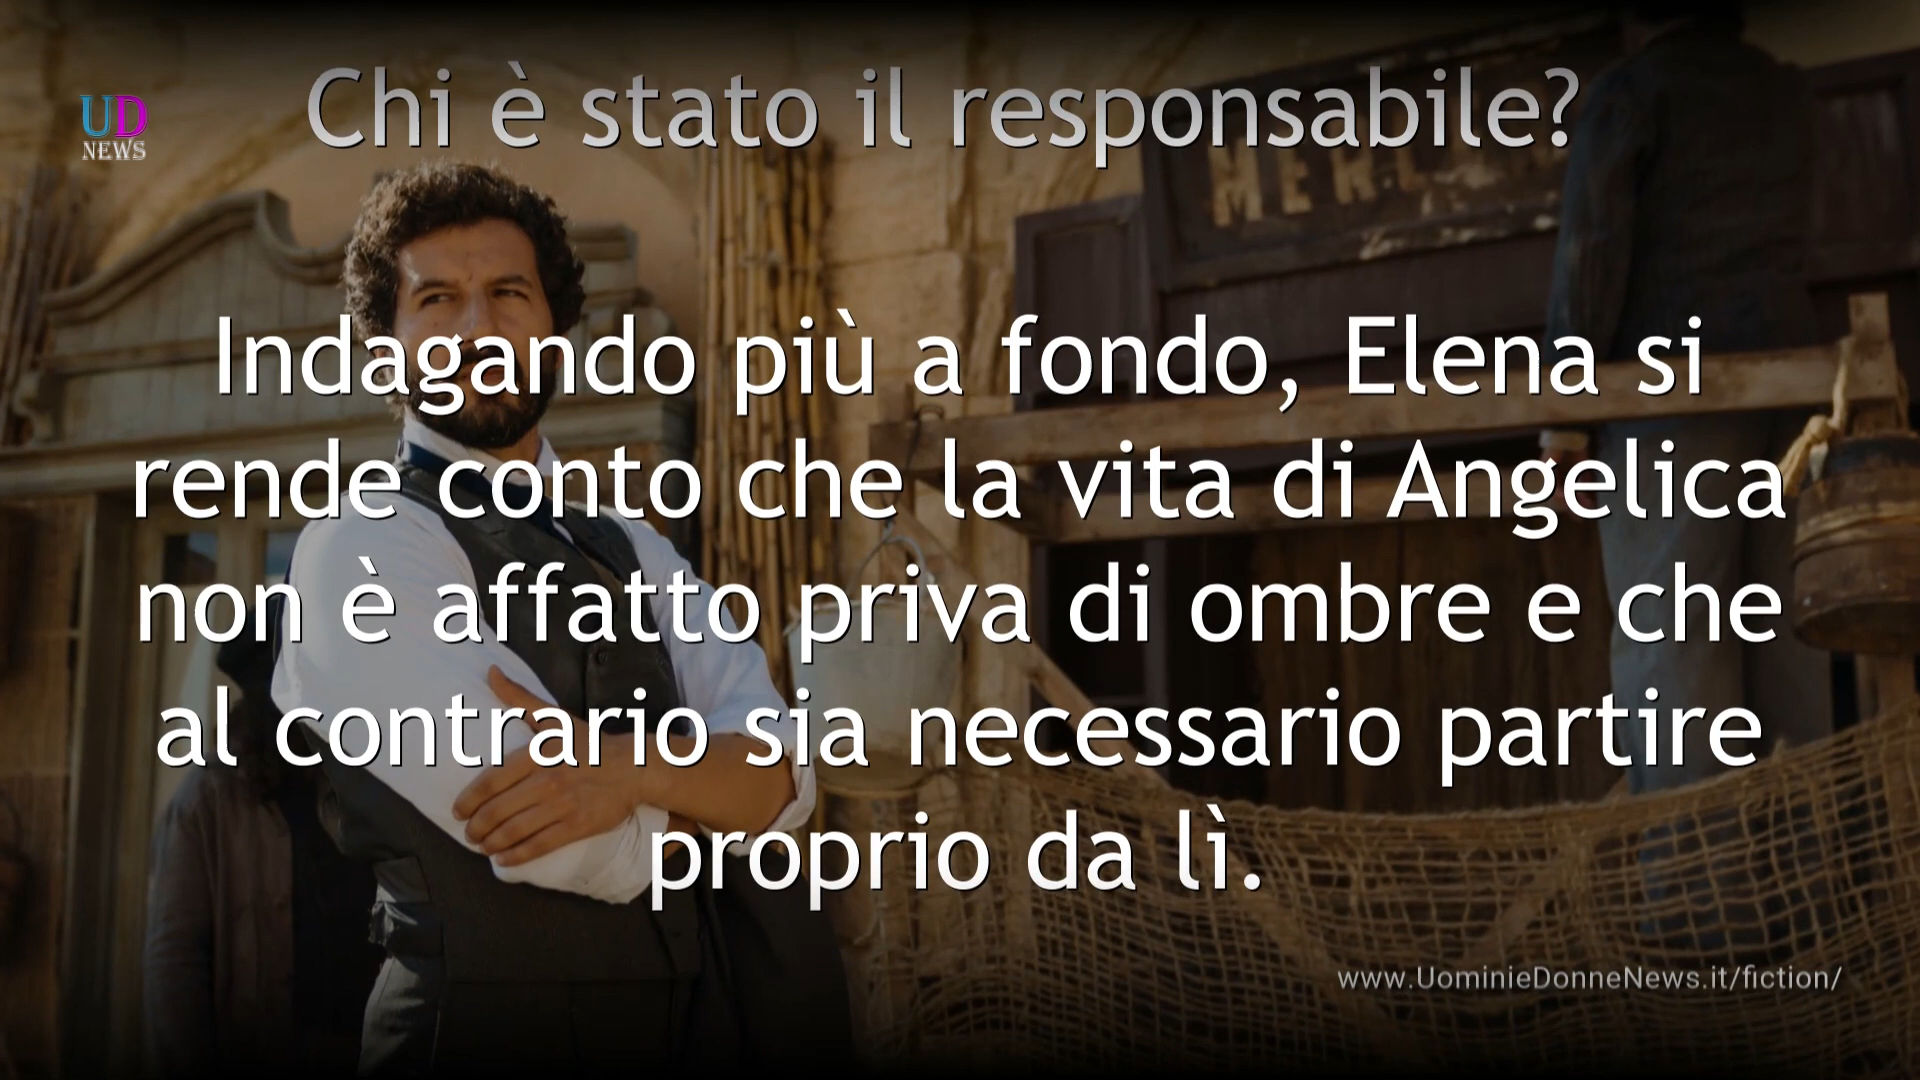 Chi è stato il responsabile?
UD
NEWS
Indagando più a fondo, Elena si
rende conto che la vita di Angelica
non è affatto priva di ombre e che
al contrario sia necessario partire
proprio da lì.
www.UominieDonneNews.it/fiction/